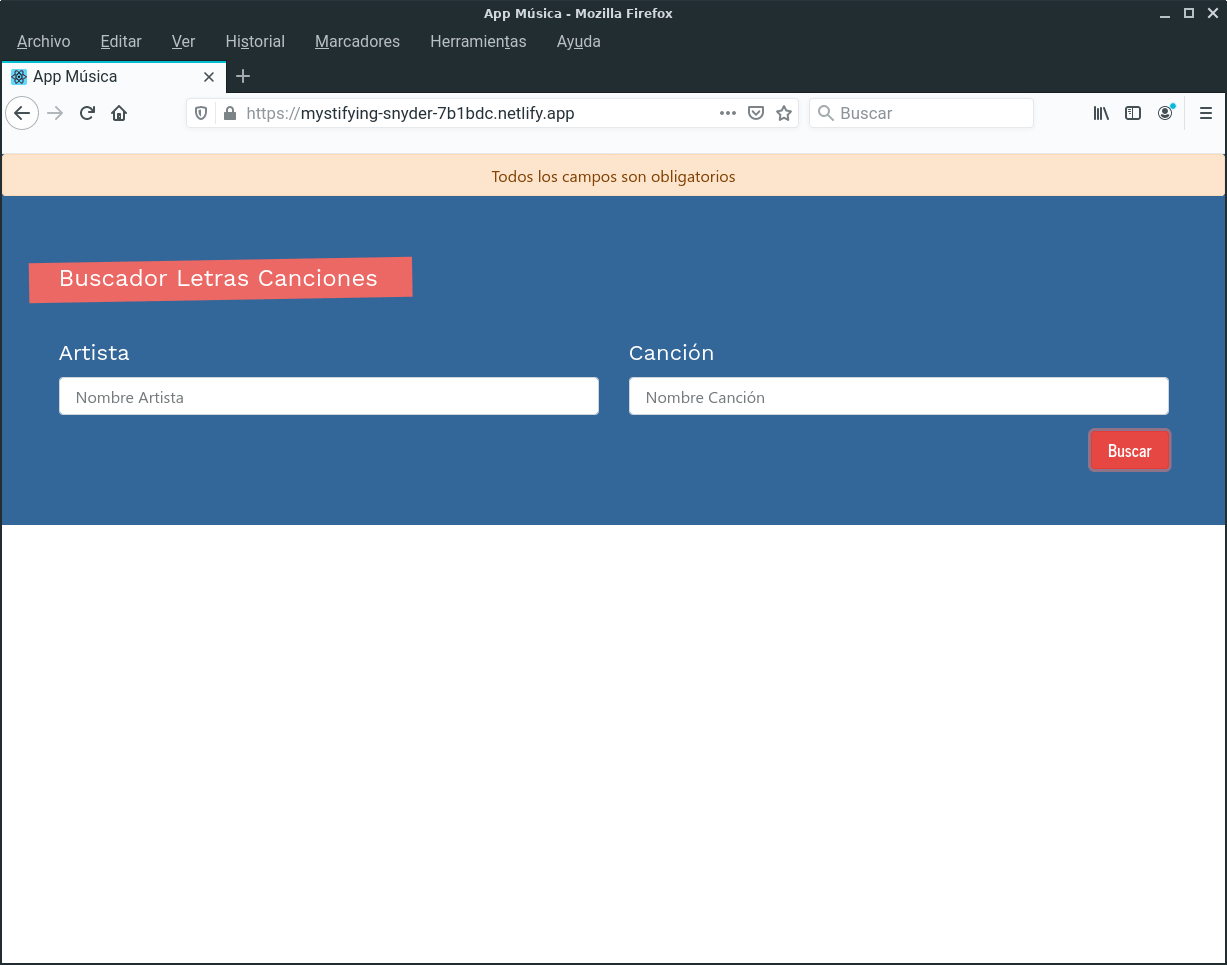 App Música - Mozilla Firefox
Archivo Editar Ver Historial Marcadores Herramientas Ayuda
App Música
https://mystifying-snyder-7b1bdc.netlify.app Buscar
Todos los campos son obligatorios
Buscador Letras Canciones
Artista Canción
Nombre Artista Nombre Canción
Buscar